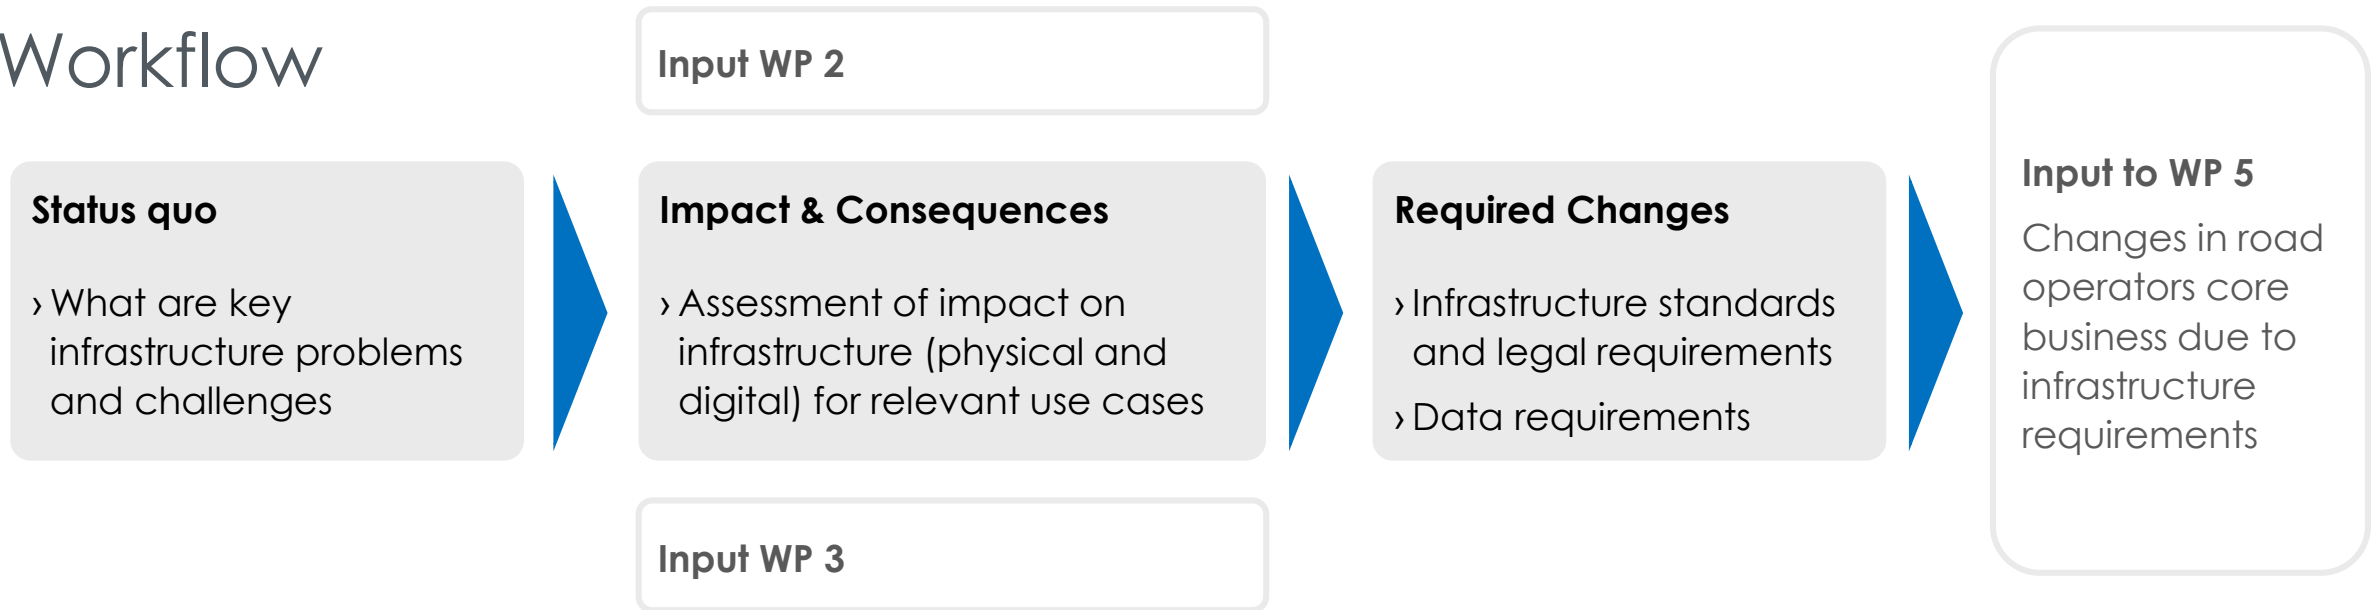 Workflow
Input WP 2
Status quo
› What are key
infrastructure problems
and challenges
Impact & Consequences
› Assessment of impact on
infrastructure (physical and
digital) for relevant use cases
Required Changes
› Infrastructure standards
and legal requirements
› Data requirements
Input to WP 5
Changes in road
operators core
business due to
infrastructure
requirements
Input WP 3